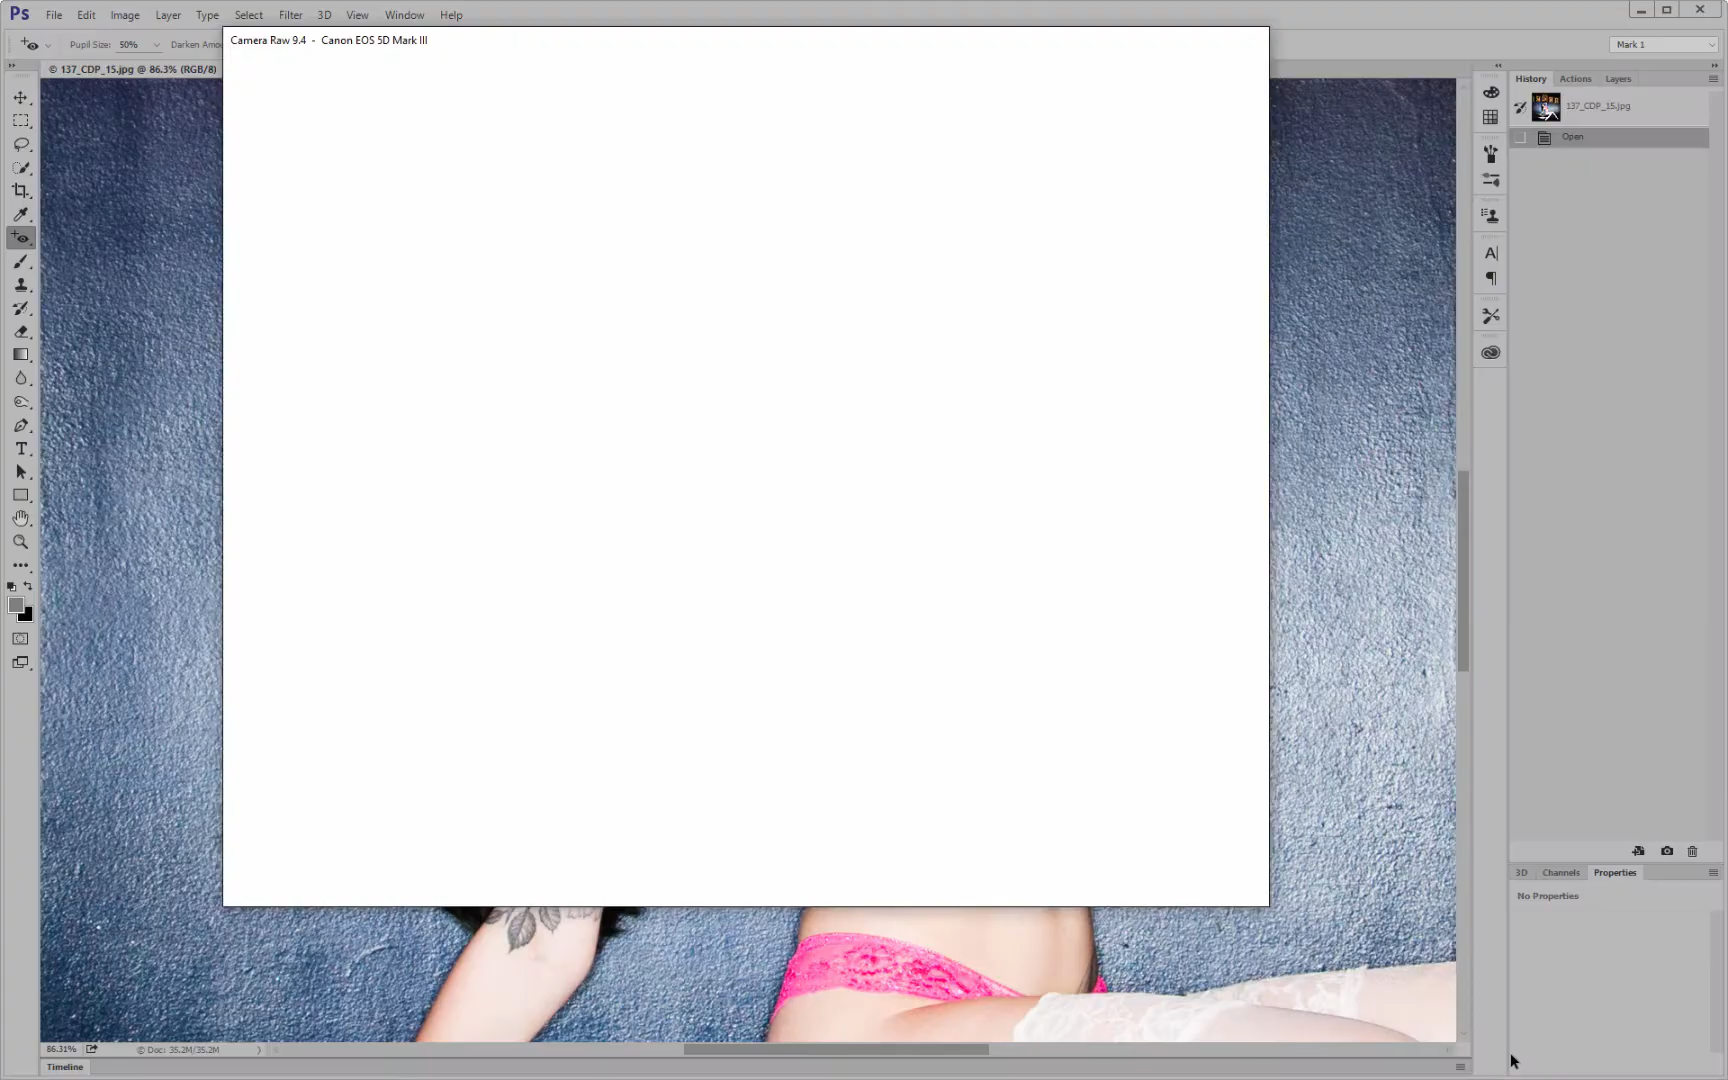 Ps File Edit Image Layer Type Select Filter 3D View Window Help
Pupil Size: 50% Darken Amou
Mark 1
Camera Raw 9.4 - Canon EOS 5D Mark III
© 137_CDP_15.jpg @ 86.3% (RGB/8)
History Actions Layers
137_CDP_15.jpg
Open
3D Channels Properties
No Properties
86.31% © Doc: 35.2M/35.2M
Timeline